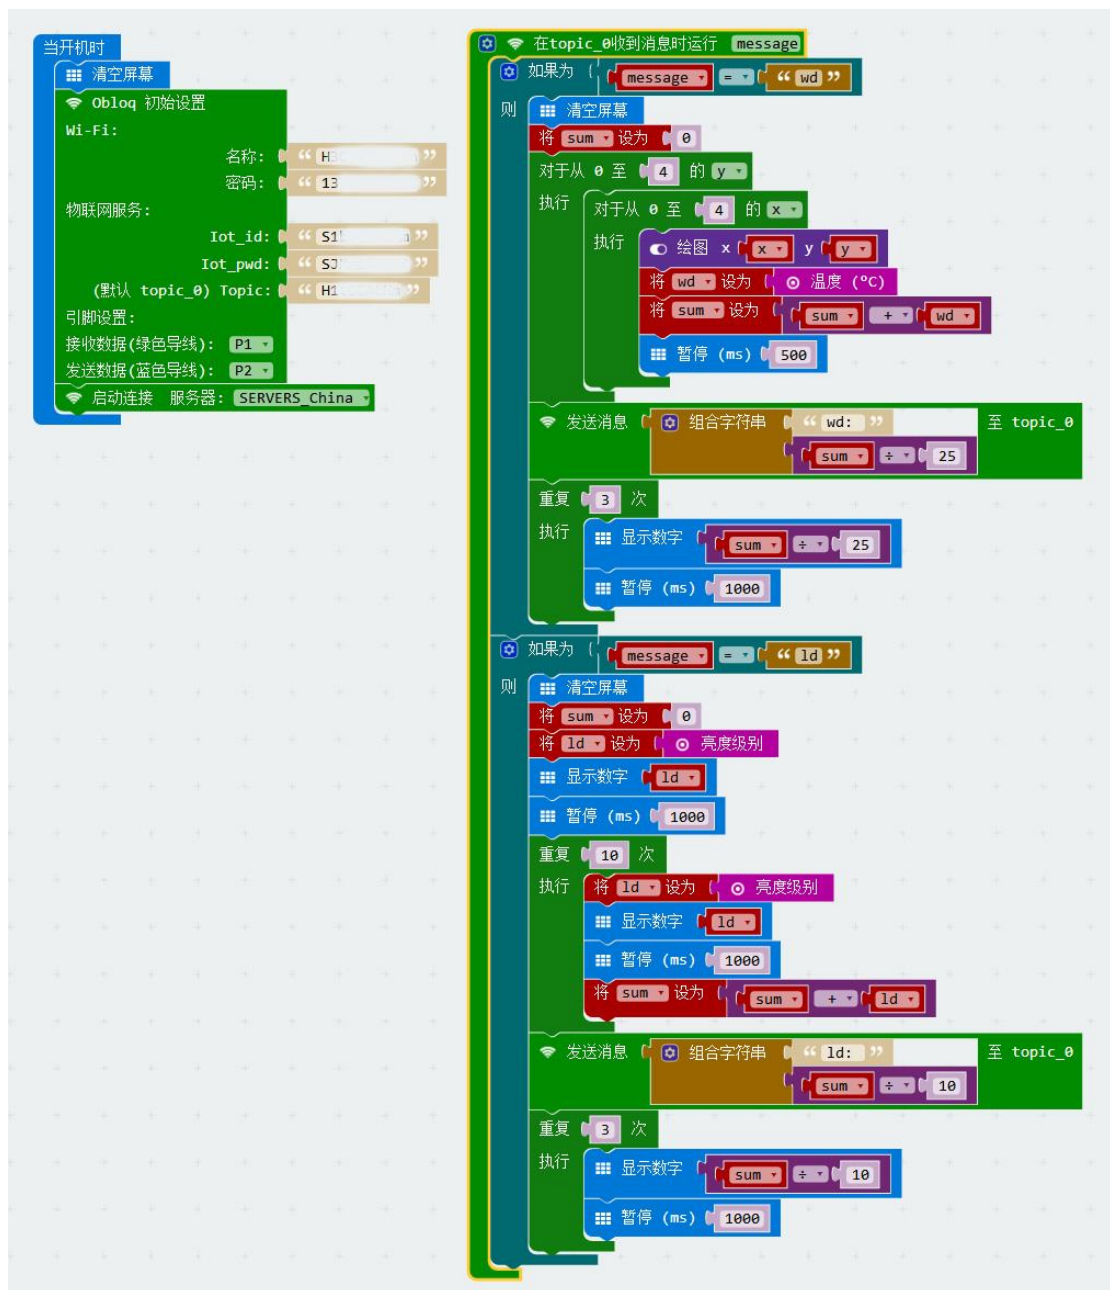 当开机时
清空屏幕
Obloq 初始设置
Wi-Fi:
名称: “ H3 ”
密码: “ 13 ”
物联网服务:
Iot_id: “ S1 ”
Iot_pwd: “ SJ ”
(默认 topic_0) Topic: “ H1 ”
引脚设置:
接收数据(绿色导线): P1
发送数据(蓝色导线): P2
启动连接 服务器: SERVERS_China
在topic_0收到消息时运行 message
如果为 message = “ wd ”
则 清空屏幕
将 sum 设为 0
对于从 0 至 4 的 y
执行 对于从 0 至 4 的 x
执行 绘图 x x y y
将 wd 设为 温度 (°C)
将 sum 设为 sum + wd
暂停 (ms) 500
发送消息 组合字符串 “ wd: ” 至 topic_0
sum ÷ 25
重复 3 次
执行 显示数字 sum ÷ 25
暂停 (ms) 1000
如果为 message = “ ld ”
则 清空屏幕
将 sum 设为 0
将 ld 设为 亮度级别
显示数字 ld
暂停 (ms) 1000
重复 10 次
执行 将 ld 设为 亮度级别
显示数字 ld
暂停 (ms) 1000
将 sum 设为 sum + ld
发送消息 组合字符串 “ ld: ” 至 topic_0
sum ÷ 10
重复 3 次
执行 显示数字 sum ÷ 10
暂停 (ms) 1000